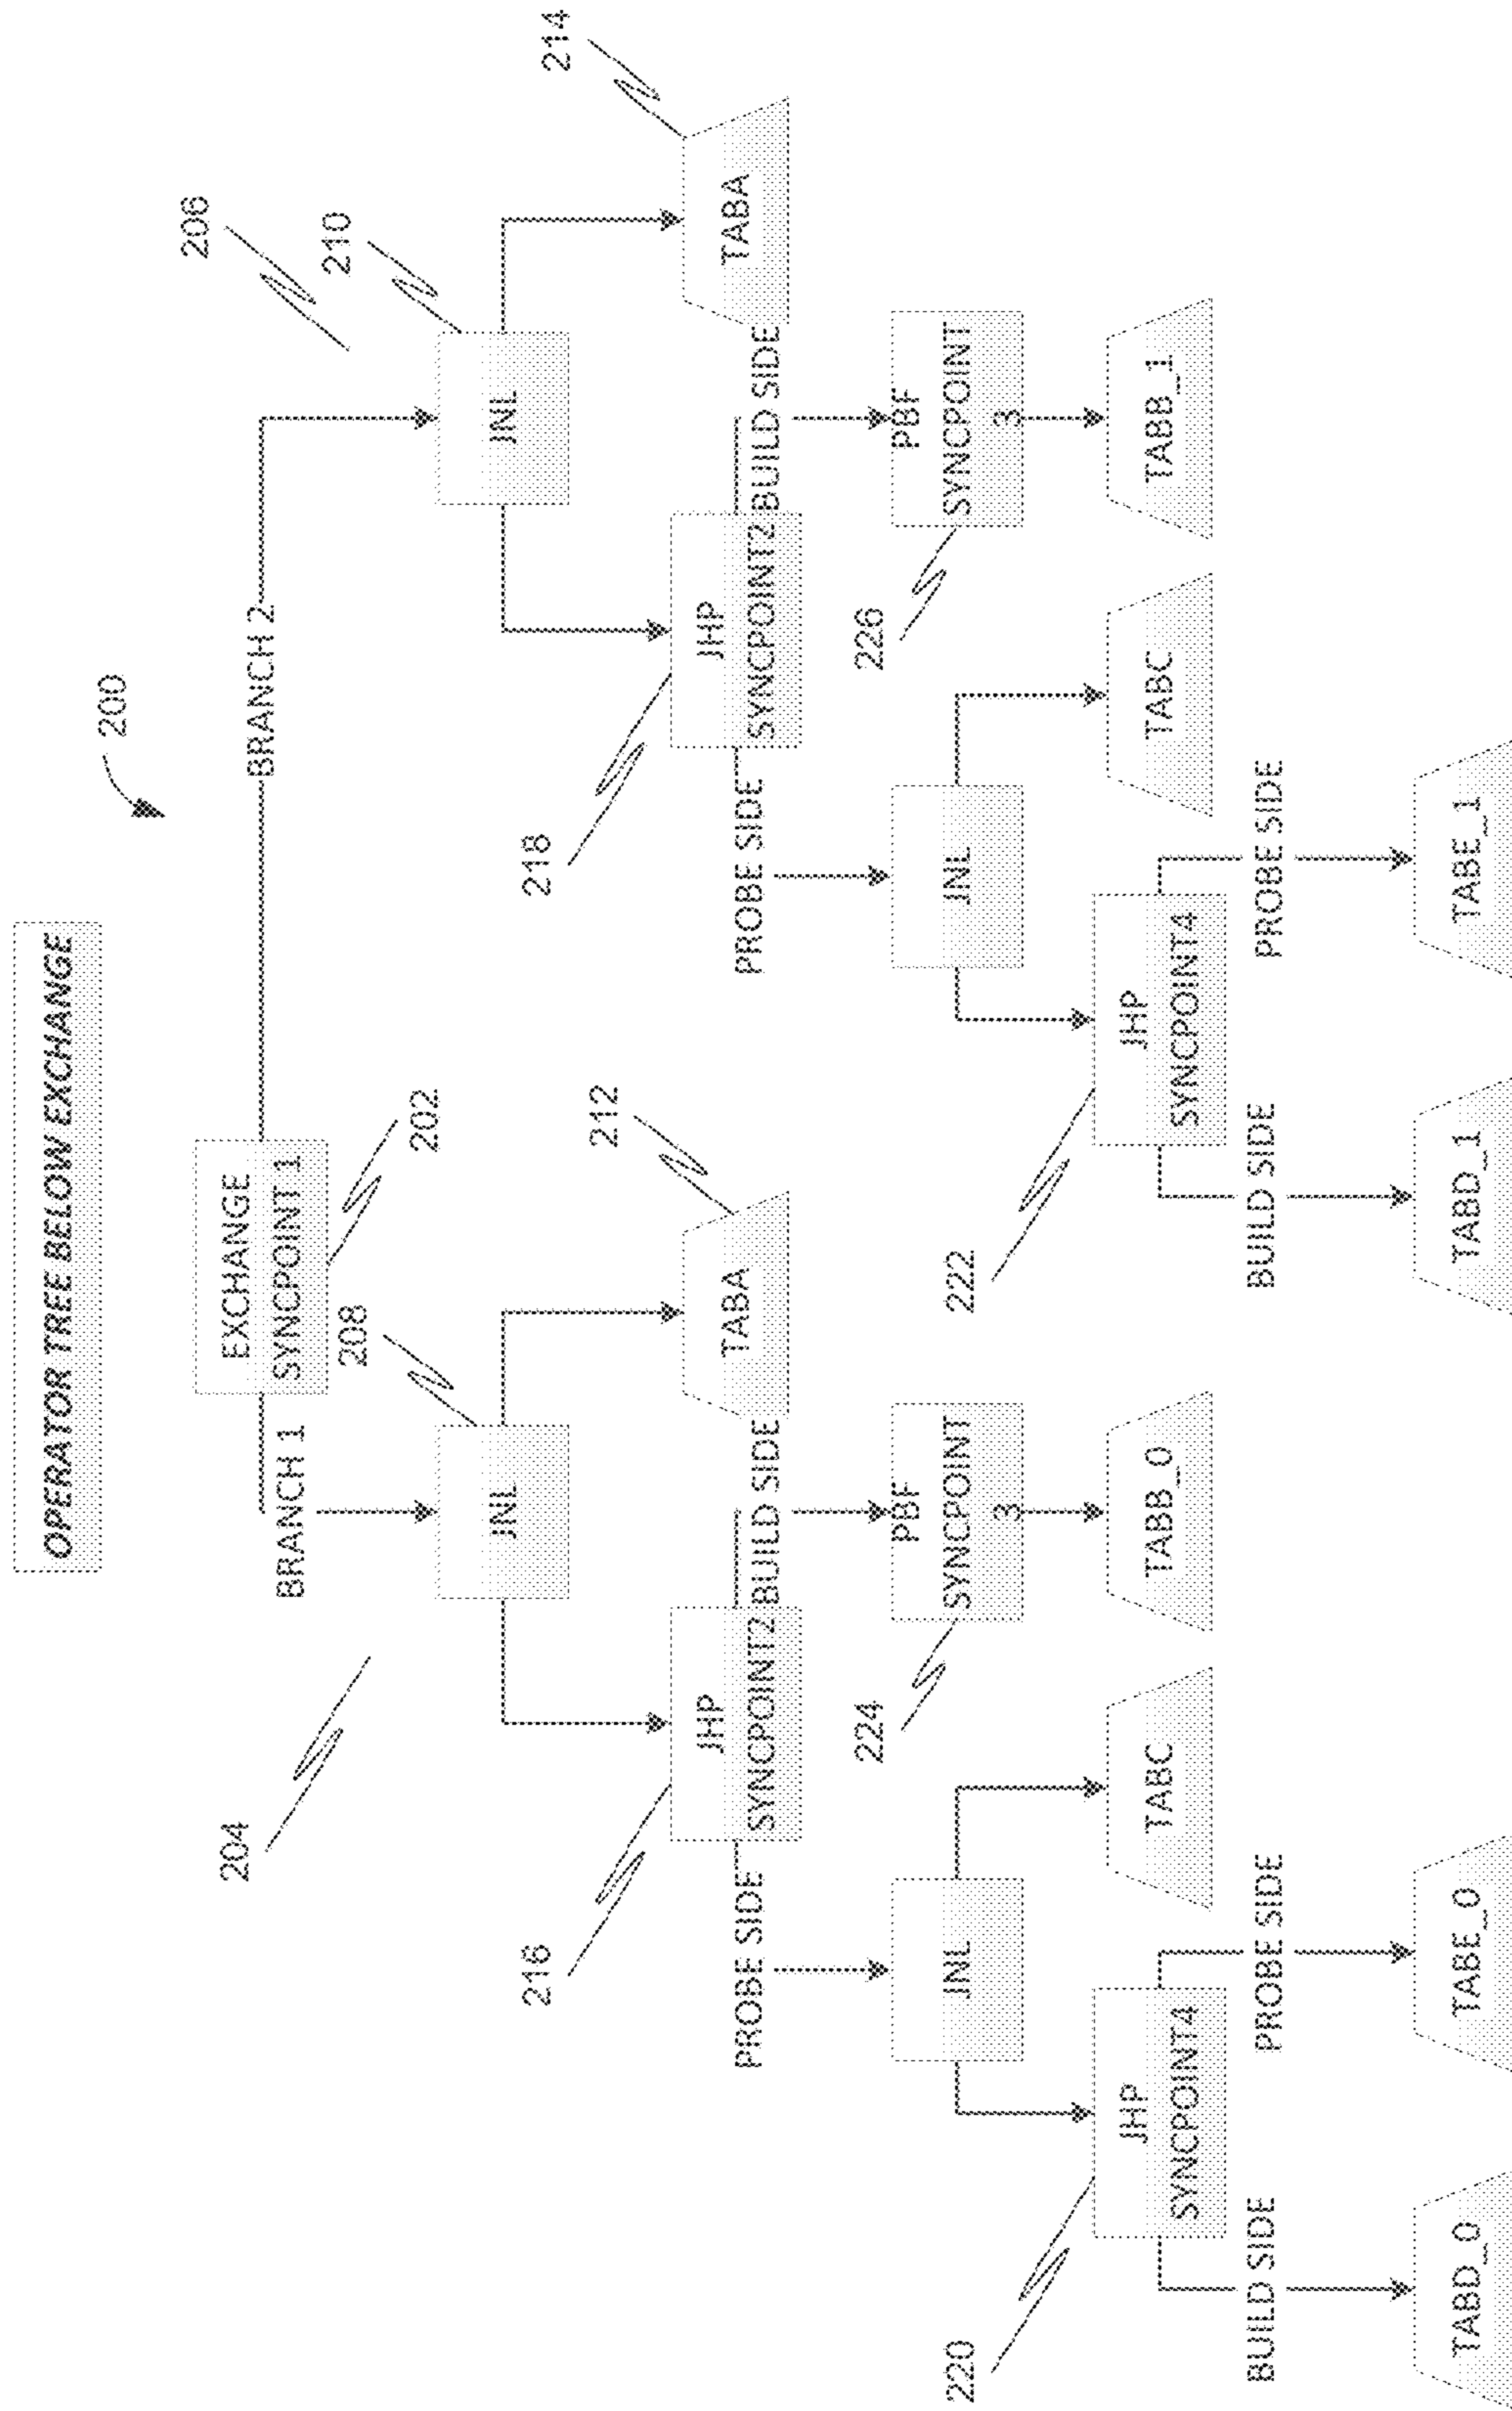 OPERATOR TREE BELOW EXCHANGE
200
EXCHANGE
SYNCPOINT 1
BRANCH 1
BRANCH 2
202
204
206
208
JNL
210
JNL
212
214
216
JHP
SYNCPOINT2
BUILD SIDE
TABA
218
JHP
SYNCPOINT2
BUILD SIDE
TABA
PROBE SIDE
PROBE SIDE
JNL
224
PBF
SYNCPOINT
3
JNL
226
PBF
SYNCPOINT
3
220
JHP
SYNCPOINT4
TABC
TABB_0
222
JHP
SYNCPOINT4
TABC
TABB_1
BUILD SIDE
PROBE SIDE
BUILD SIDE
PROBE SIDE
TABD_0
TABE_0
TABD_1
TABE_1